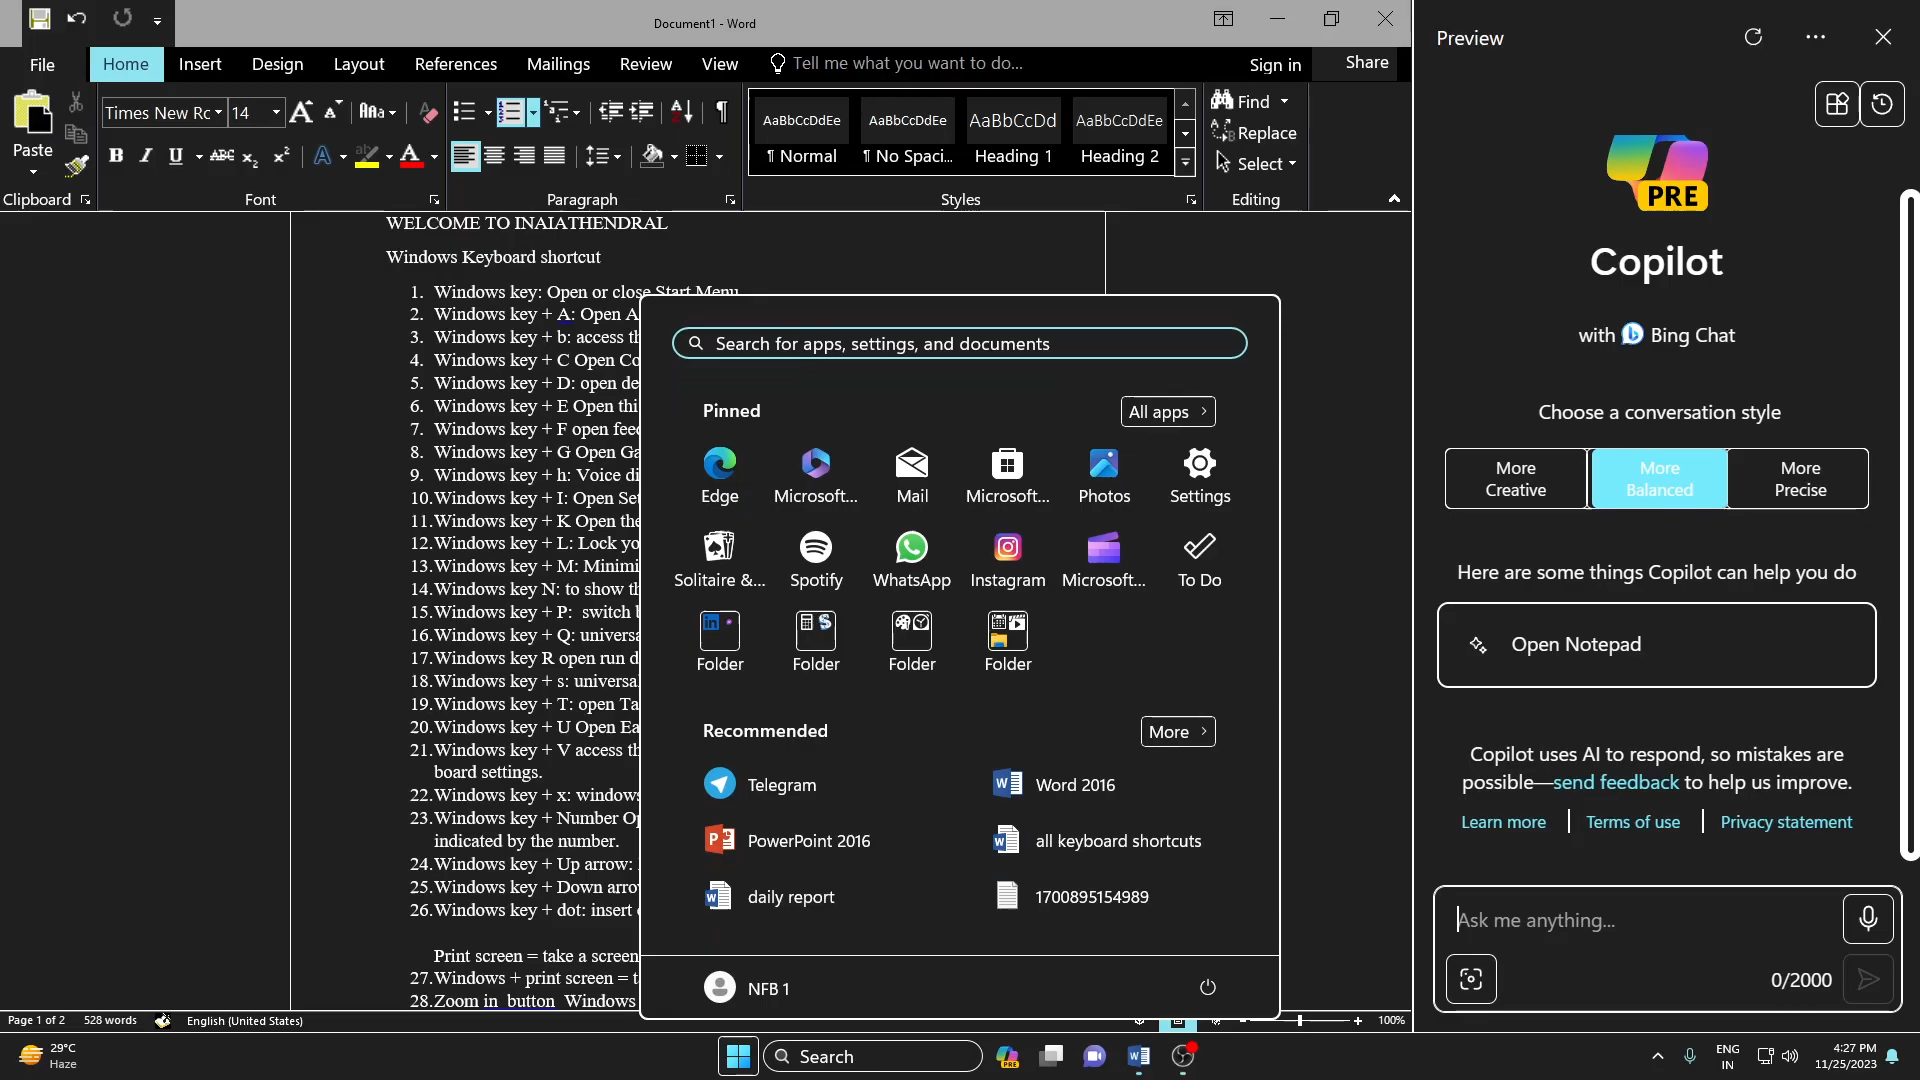 Document1 - Word
File
Home
Insert
Design
Layout
References
Mailings
Review
View
Tell me what you want to do...
Sign in
Share
Paste
Clipboard
Times New Ro
14
Aa
B I U abc x₂ x²
A
ab
A
Font
Paragraph
AaBbCcDdEe
¶ Normal
AaBbCcDdEe
¶ No Spaci...
AaBbCcDd
Heading 1
AaBbCcDdEe
Heading 2
Styles
Find
Replace
Select
Editing
WELCOME TO INAIATHENDRAL
Windows Keyboard shortcut
1. Windows key: Open or close Start Menu
2. Windows key + A: Open A
3. Windows key + b: access th
4. Windows key + C Open Co
5. Windows key + D: open de
6. Windows key + E Open thi
7. Windows key + F open feed
8. Windows key + G Open Ga
9. Windows key + h: Voice di
10.Windows key + I: Open Set
11.Windows key + K Open the
12.Windows key + L: Lock yo
13.Windows key + M: Minimi
14.Windows key N: to show th
15.Windows key + P:  switch b
16.Windows key + Q: universa
17.Windows key R open run d
18.Windows key + s: universal
19.Windows key + T: open Ta
20.Windows key + U Open Ea
21.Windows key + V access th
board settings.
22.Windows key + x: windows
23.Windows key + Number Op
indicated by the number.
24.Windows key + Up arrow:
25.Windows key + Down arro
26.Windows key + dot: insert
Print screen = take a screen
27.Windows + print screen = t
28.Zoom in  button  Windows
Search for apps, settings, and documents
Pinned
All apps
Edge
Microsoft...
Mail
Microsoft...
Photos
Settings
Solitaire &...
Spotify
WhatsApp
Instagram
Microsoft...
To Do
Folder
Folder
Folder
Folder
Recommended
More
Telegram
Word 2016
PowerPoint 2016
all keyboard shortcuts
daily report
1700895154989
NFB 1
Preview
PRE
Copilot
with Bing Chat
Choose a conversation style
More
Creative
More
Balanced
More
Precise
Here are some things Copilot can help you do
Open Notepad
Copilot uses AI to respond, so mistakes are
possible—send feedback to help us improve.
Learn more
Terms of use
Privacy statement
Ask me anything...
0/2000
Page 1 of 2
528 words
English (United States)
100%
29°C
Haze
Search
PRE
ENG
IN
4:27 PM
11/25/2023